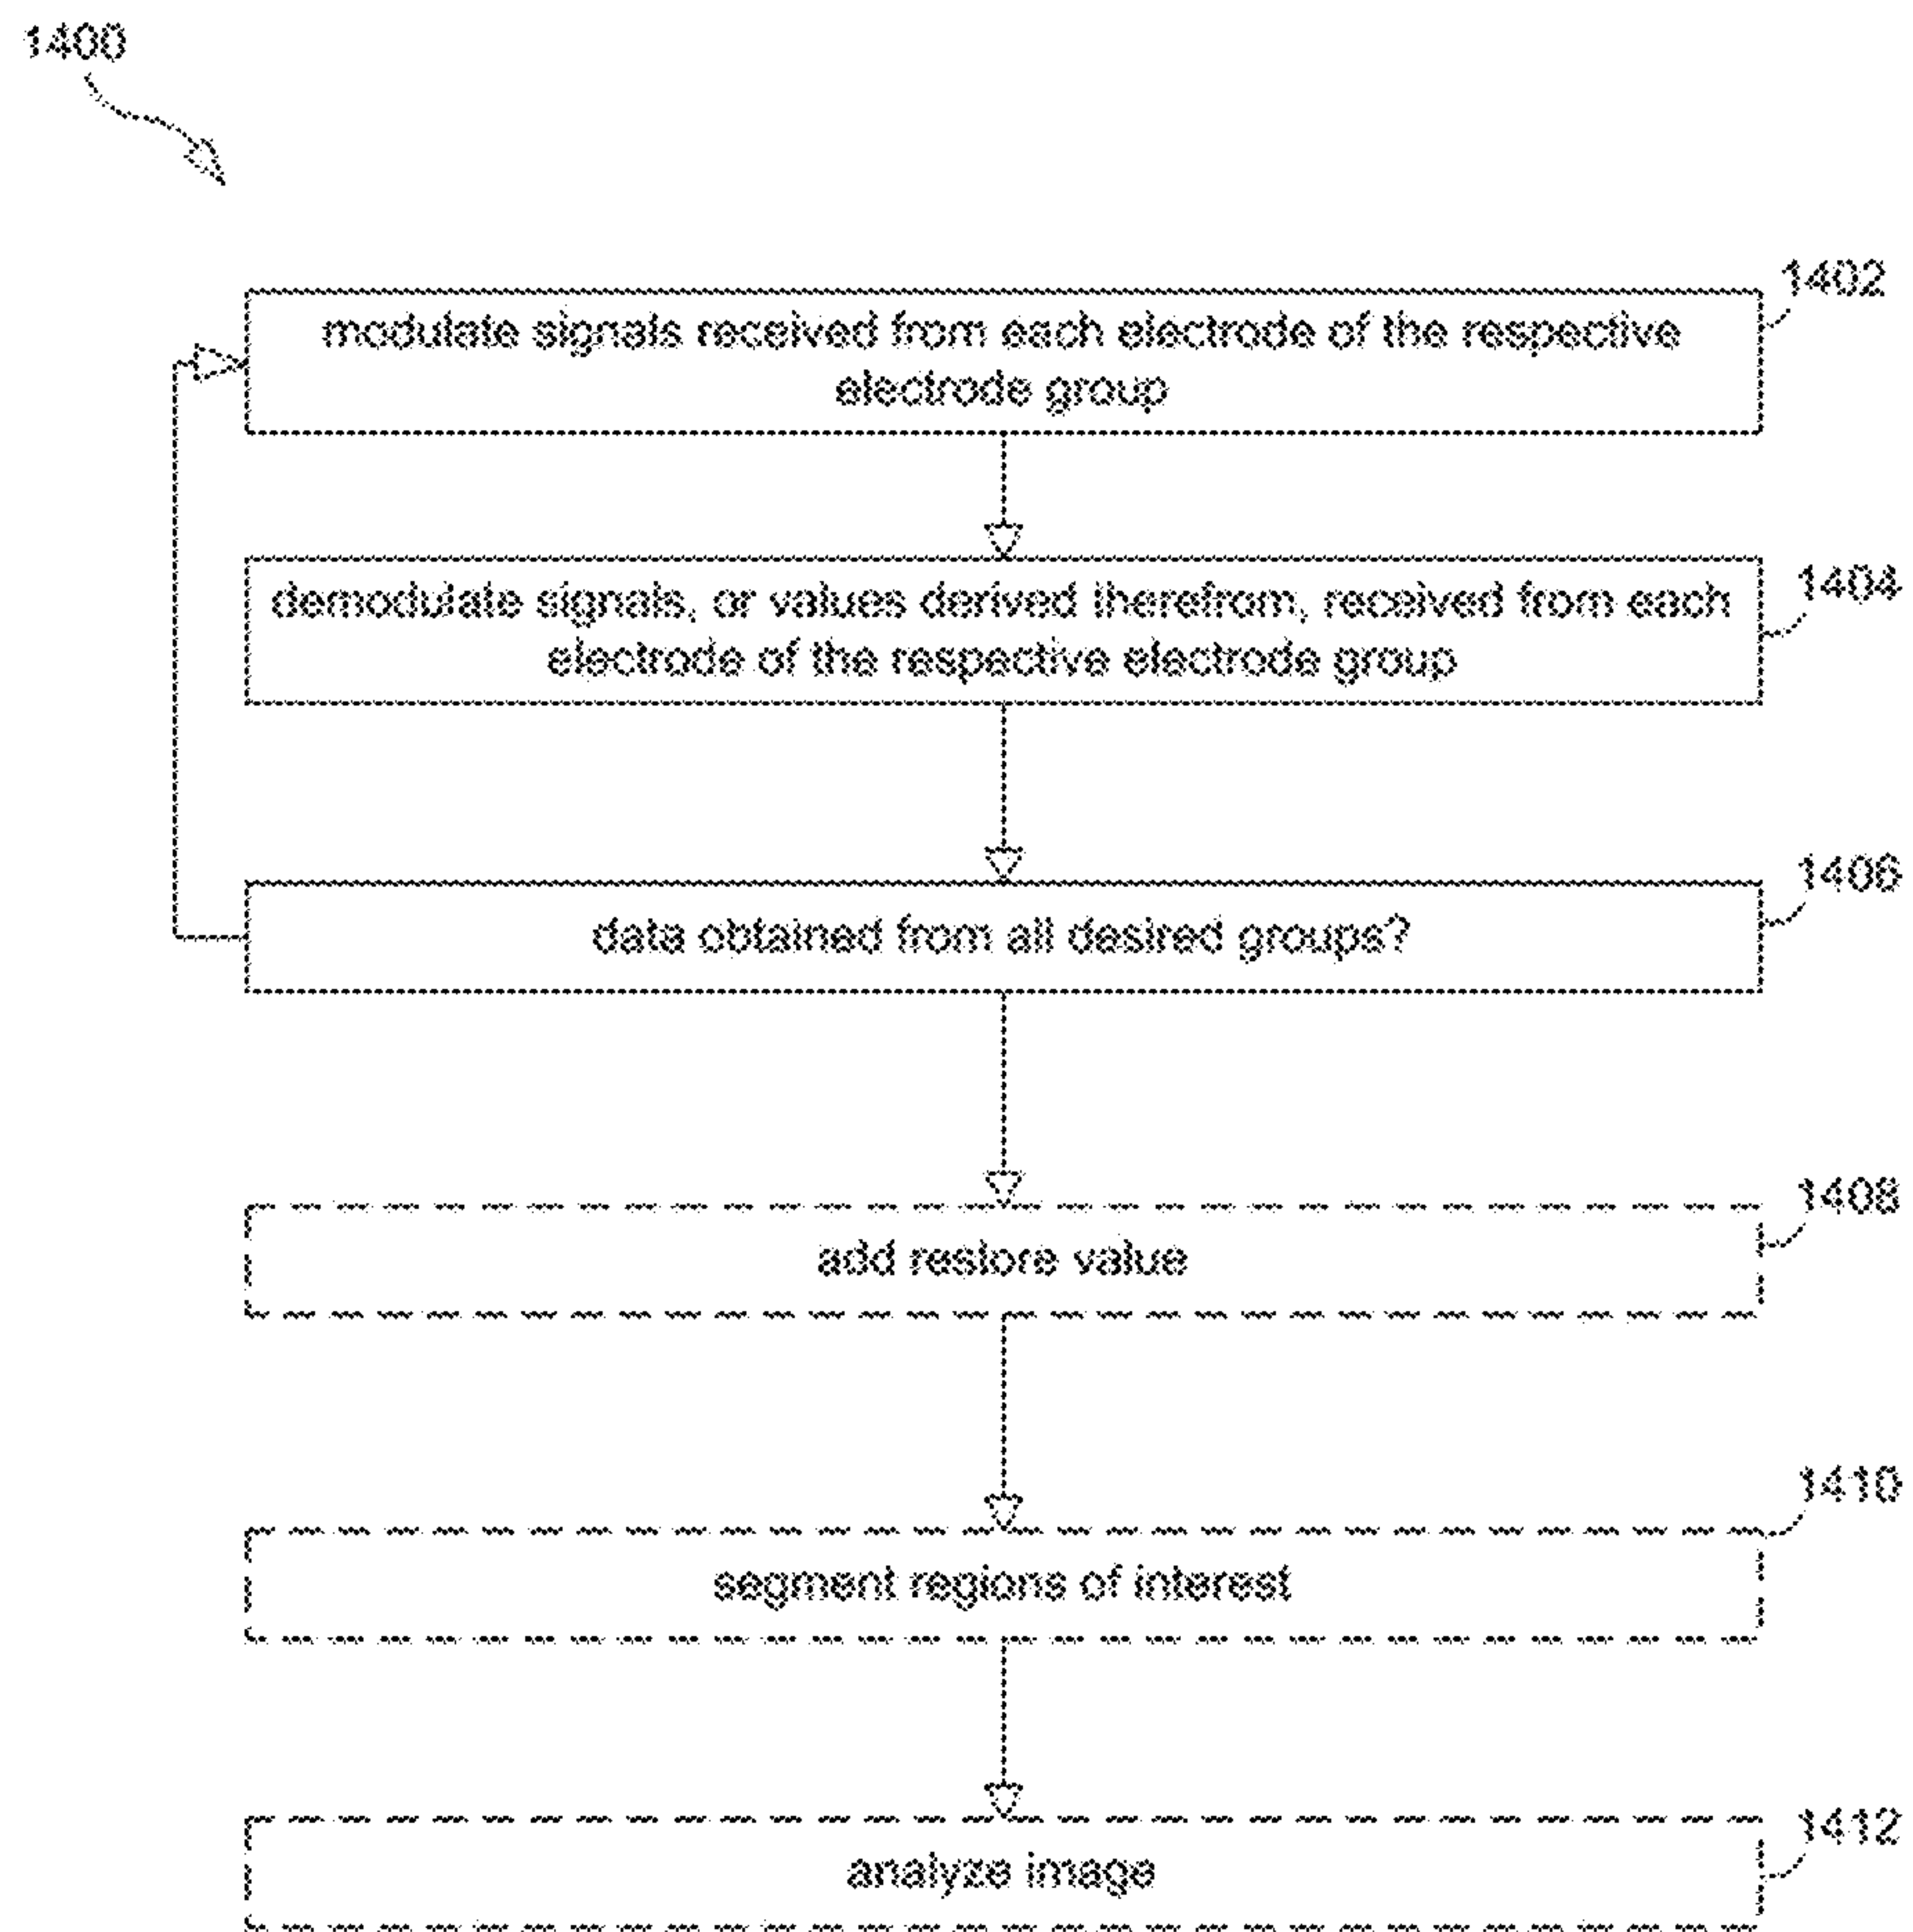 1400
1402
modulate signals received from each electrode of the respective
electrode group
1404
demodulate signals, or values derived therefrom, received from each
electrode of the respective electrode group
1406
data obtained from all desired groups?
1408
add restore value
1410
segment regions of interest
1412
analyze image